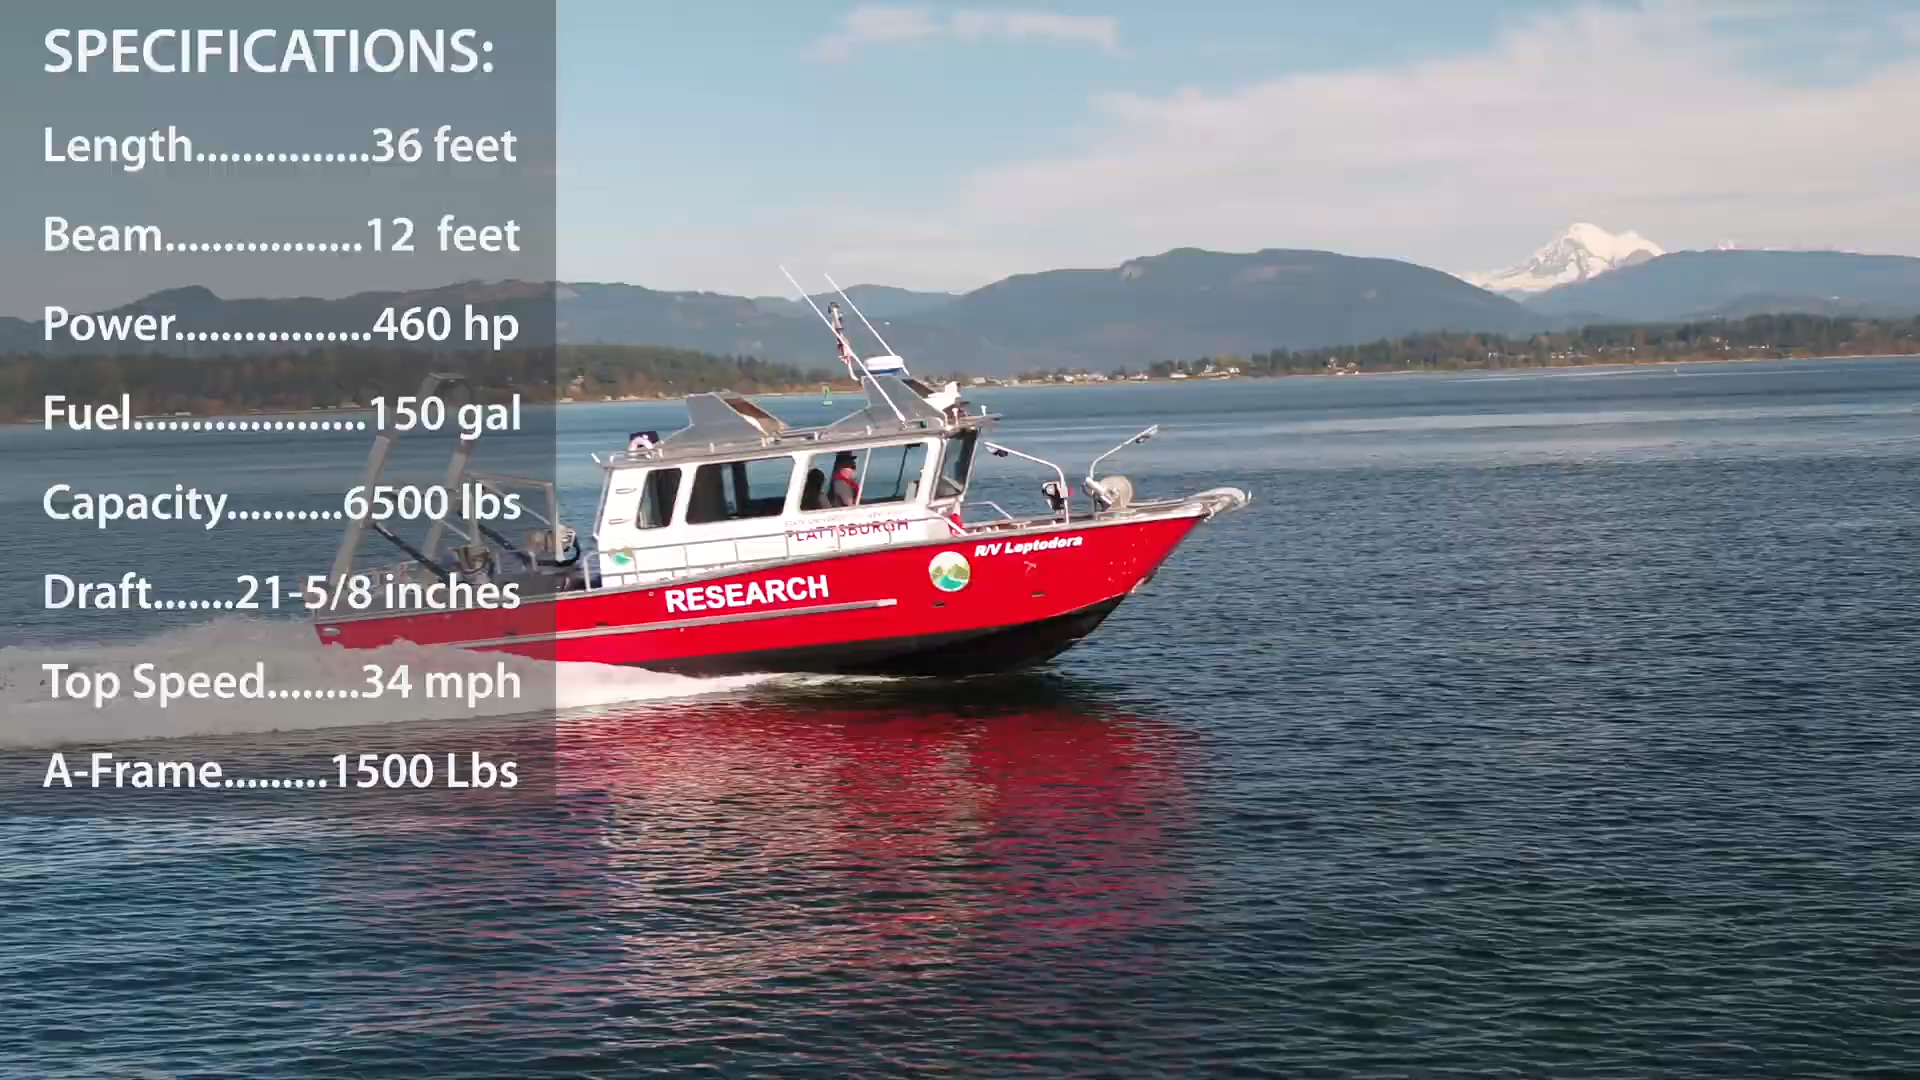 SPECIFICATIONS:
Length...............36 feet
Beam.................12  feet
Power.................460 hp
Fuel....................150 gal
Capacity..........6500 lbs
Draft.......21-5/8 inches
Top Speed........34 mph
A-Frame.........1500 Lbs
PLATTSBURGH
R/V Leptodora
RESEARCH